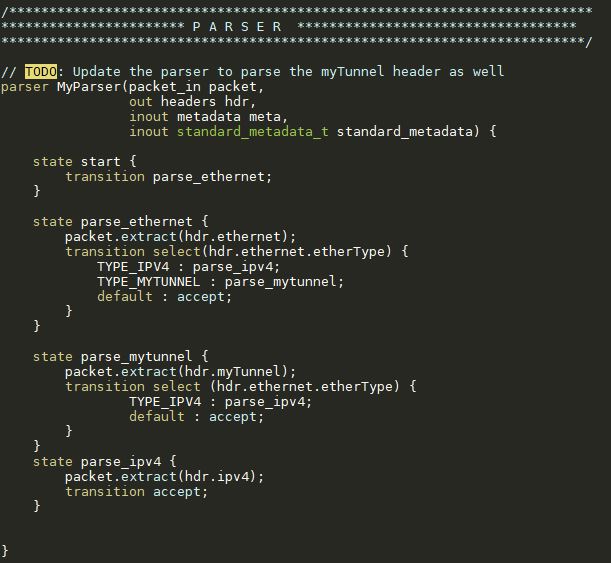 /*************************************************************************
*********************** P A R S E R  ***********************************
*************************************************************************/

// TODO: Update the parser to parse the myTunnel header as well
parser MyParser(packet_in packet,
                out headers hdr,
                inout metadata meta,
                inout standard_metadata_t standard_metadata) {

    state start {
        transition parse_ethernet;
    }

    state parse_ethernet {
        packet.extract(hdr.ethernet);
        transition select(hdr.ethernet.etherType) {
            TYPE_IPV4 : parse_ipv4;
            TYPE_MYTUNNEL : parse_mytunnel;
            default : accept;
        }
    }

    state parse_mytunnel {
        packet.extract(hdr.myTunnel);
        transition select (hdr.ethernet.etherType) {
                TYPE_IPV4 : parse_ipv4;
                default : accept;
        }
    }
    state parse_ipv4 {
        packet.extract(hdr.ipv4);
        transition accept;
    }


}